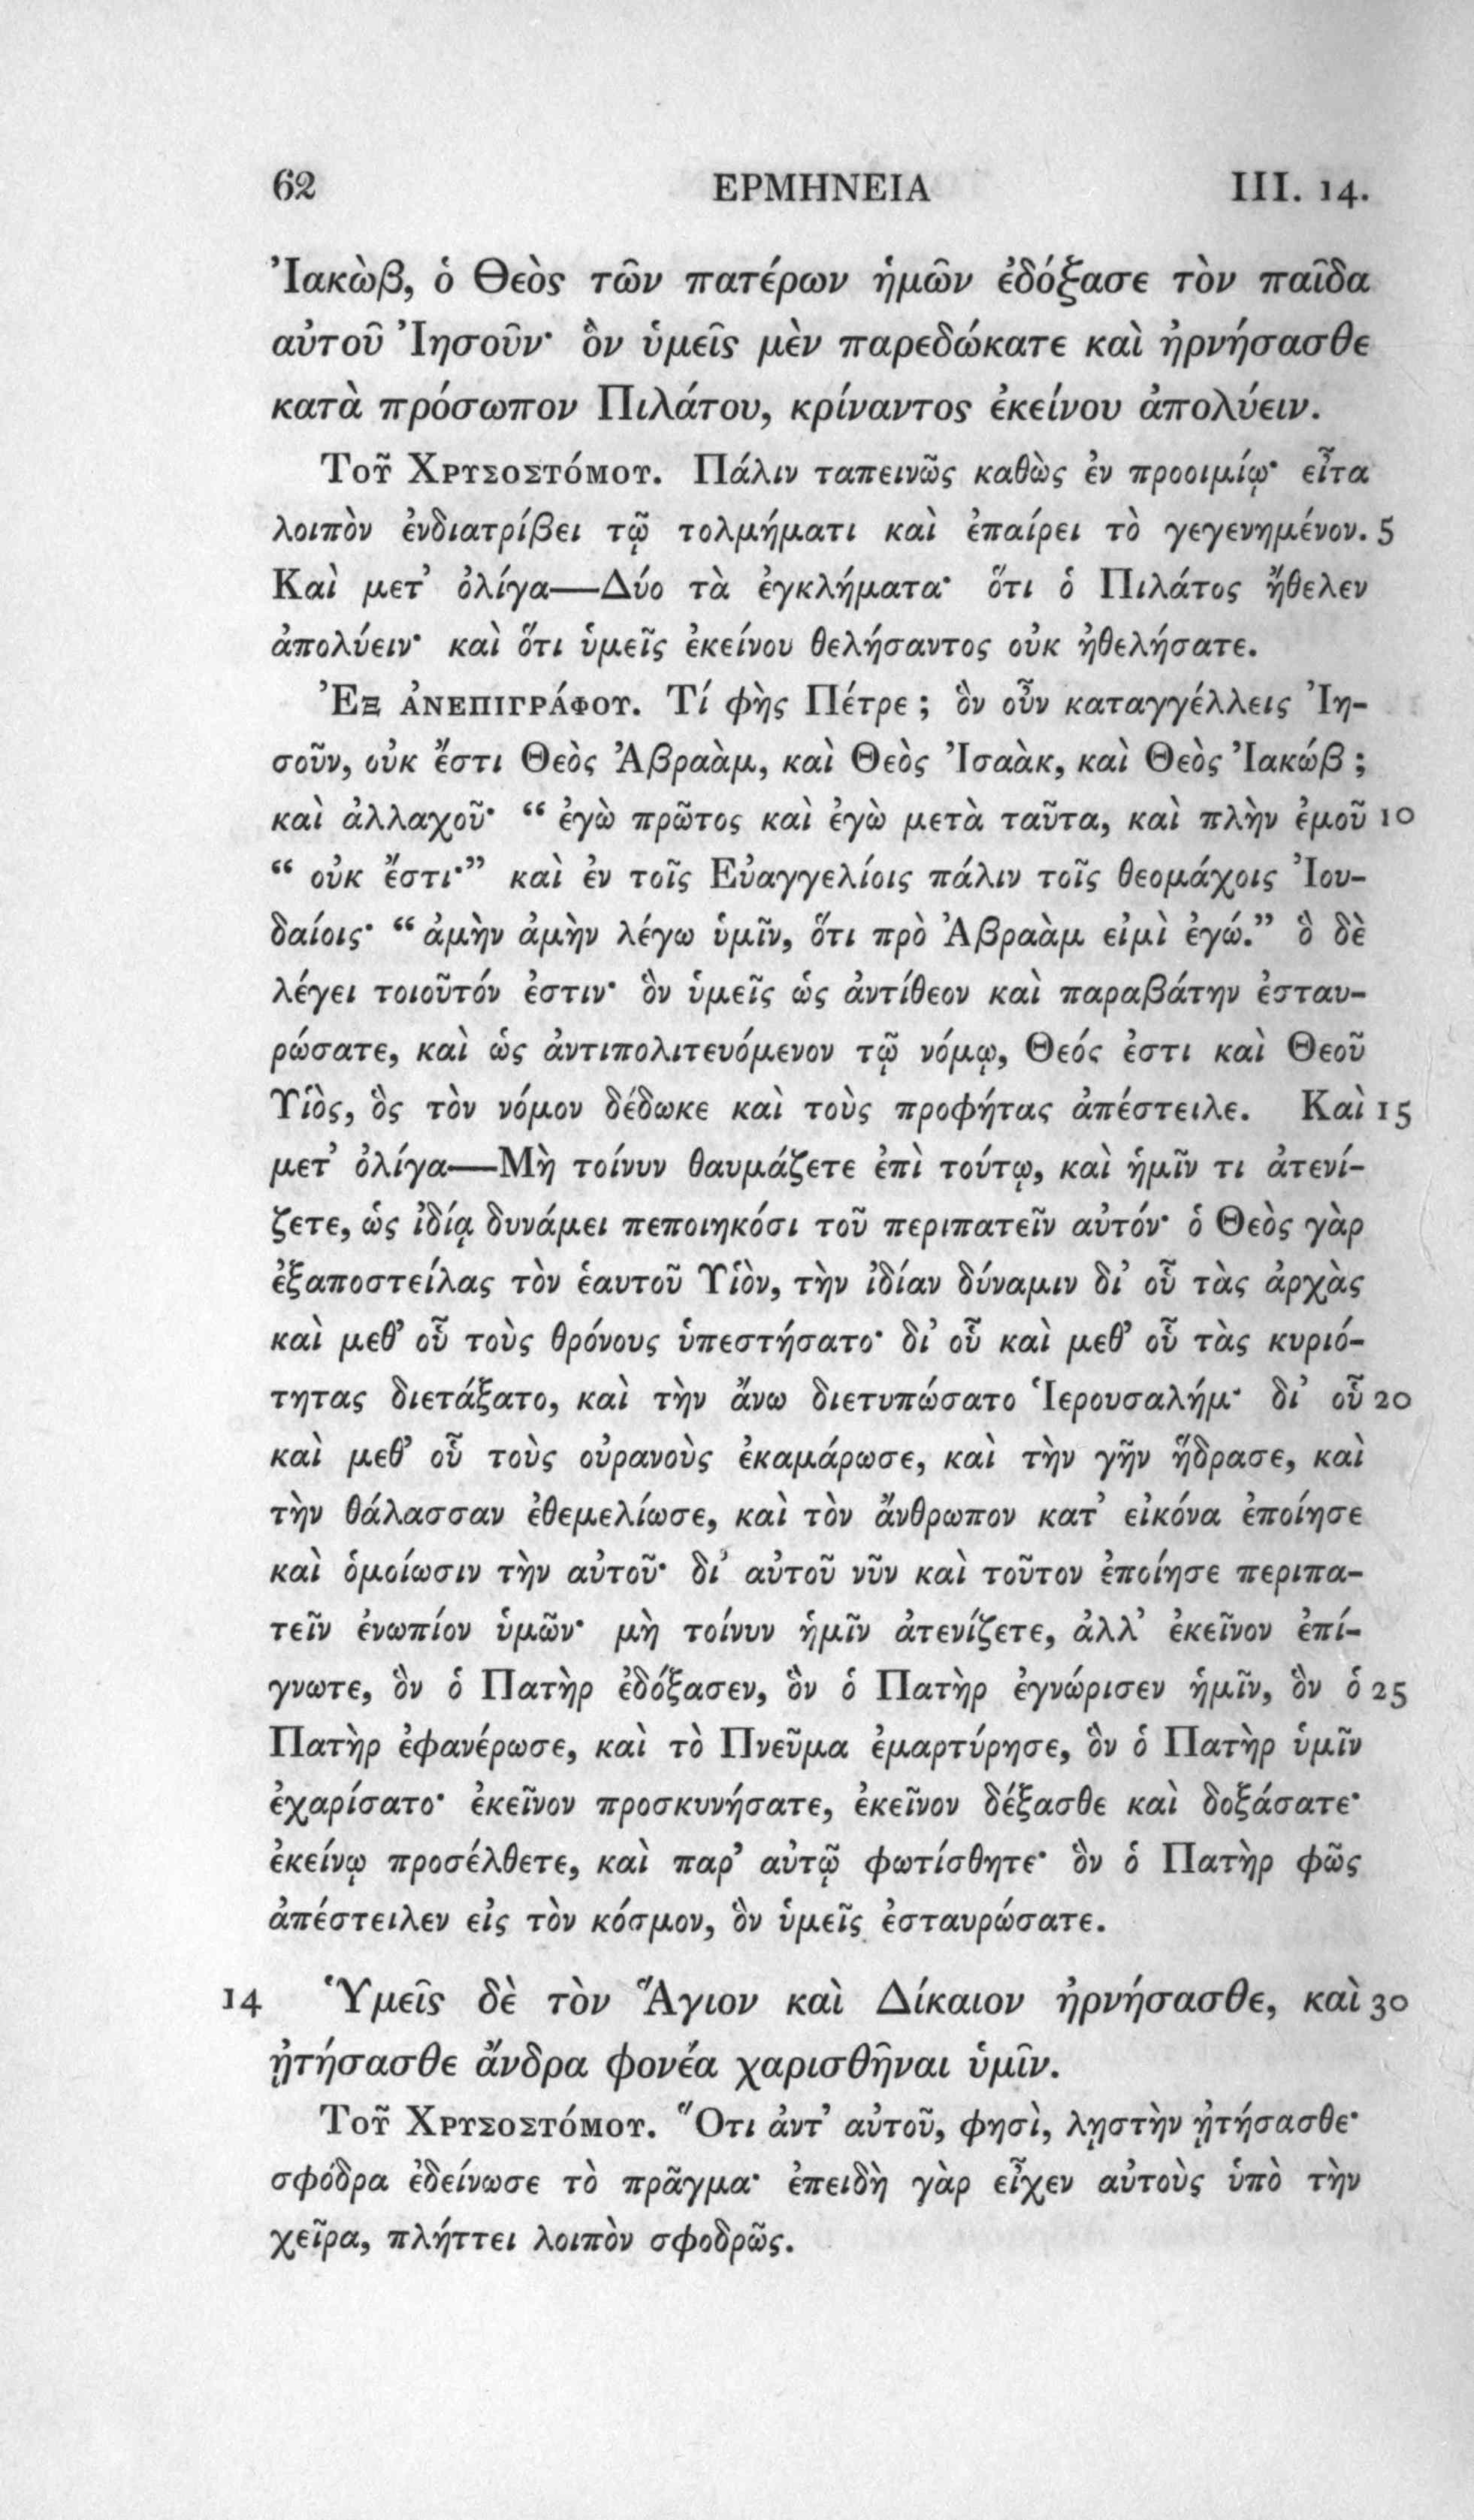 62 ΕΡΜΗΝΕΙΑ III. 14.
Ἰακὼβ, ὁ Θεὸς τῶν πατέρων ἡμῶν ἐδόξασε τὸν παῖδα
αὐτοῦ Ἰησοῦν· ὃν ὑμεῖς μὲν παρεδώκατε καὶ ἠρνήσασθε
κατὰ πρόσωπον Πιλάτου, κρίναντος ἐκείνου ἀπολύειν.
Τοῦ Χρυσοστόμου. Πάλιν ταπεινῶς καθὼς ἐν προοιμίῳ· εἶτα
λοιπὸν ἐνδιατρίβει τῷ τολμήματι καὶ ἐπαίρει τὸ γεγενημένον. 5
Καὶ μετ’ ὀλίγα—Δύο τὰ ἐγκλήματα· ὅτι ὁ Πιλάτος ἤθελεν
ἀπολύειν· καὶ ὅτι ὑμεῖς ἐκείνου θελήσαντος οὐκ ἠθελήσατε.
Ἐξ ἀνεπιγράφου. Τί φὴς Πέτρε ; ὃν οὖν καταγγέλλεις Ἰη-
σοῦν, οὐκ ἔστι Θεὸς Ἀβραὰμ, καὶ Θεὸς Ἰσαὰκ, καὶ Θεὸς Ἰακώβ ;
καὶ ἀλλαχοῦ· “ ἐγὼ πρῶτος καὶ ἐγὼ μετὰ ταῦτα, καὶ πλὴν ἐμοῦ 10
“ οὐκ ἔστι·” καὶ ἐν τοῖς Εὐαγγελίοις πάλιν τοῖς θεομάχοις Ἰου-
δαίοις· “ ἀμὴν ἀμὴν λέγω ὑμῖν, ὅτι πρὸ Ἀβραὰμ εἰμὶ ἐγώ.” ὃ δὲ
λέγει τοιοῦτόν ἐστιν· ὃν ὑμεῖς ὡς ἀντίθεον καὶ παραβάτην ἐσταυ-
ρώσατε, καὶ ὡς ἀντιπολιτευόμενον τῷ νόμῳ, Θεός ἐστι καὶ Θεοῦ
Υἱὸς, ὃς τὸν νόμον δέδωκε καὶ τοὺς προφήτας ἀπέστειλε. Καὶ 15
μετ’ ὀλίγα—Μὴ τοίνυν θαυμάζετε ἐπὶ τούτῳ, καὶ ἡμῖν τι ἀτενί-
ζετε, ὡς ἰδίᾳ δυνάμει πεποιηκόσι τοῦ περιπατεῖν αὐτόν· ὁ Θεὸς γὰρ
ἐξαποστείλας τὸν ἑαυτοῦ Υἱὸν, τὴν ἰδίαν δύναμιν δι’ οὗ τὰς ἀρχὰς
καὶ μεθ’ οὗ τοὺς θρόνους ὑπεστήσατο· δι’ οὗ καὶ μεθ’ οὗ τὰς κυριό-
τητας διετάξατο, καὶ τὴν ἄνω διετυπώσατο Ἱερουσαλήμ· δι’ οὗ 20
καὶ μεθ’ οὗ τοὺς οὐρανοὺς ἐκαμάρωσε, καὶ τὴν γῆν ἥδρασε, καὶ
τὴν θάλασσαν ἐθεμελίωσε, καὶ τὸν ἄνθρωπον κατ’ εἰκόνα ἐποίησε
καὶ ὁμοίωσιν τὴν αὐτοῦ· δι’ αὐτοῦ νῦν καὶ τοῦτον ἐποίησε περιπα-
τεῖν ἐνωπίον ὑμῶν· μὴ τοίνυν ἡμῖν ἀτενίζετε, ἀλλ’ ἐκεῖνον ἐπί-
γνωτε, ὃν ὁ Πατὴρ ἐδόξασεν, ὃν ὁ Πατὴρ ἐγνώρισεν ἡμῖν, ὃν ὁ 25
Πατὴρ ἐφανέρωσε, καὶ τὸ Πνεῦμα ἐμαρτύρησε, ὃν ὁ Πατὴρ ὑμῖν
ἐχαρίσατο· ἐκεῖνον προσκυνήσατε, ἐκεῖνον δέξασθε καὶ δοξάσατε·
ἐκείνῳ προσέλθετε, καὶ παρ’ αὐτῷ φωτίσθητε· ὃν ὁ Πατὴρ φῶς
ἀπέστειλεν εἰς τὸν κόσμον, ὃν ὑμεῖς ἐσταυρώσατε.
14 Ὑμεῖς δὲ τὸν Ἅγιον καὶ Δίκαιον ἠρνήσασθε, καὶ 30
ᾐτήσασθε ἄνδρα φονέα χαρισθῆναι ὑμῖν.
Τοῦ Χρυσοστόμου. Ὅτι ἀντ’ αὐτοῦ, φησὶ, λῃστὴν ᾐτήσασθε·
σφόδρα ἐδείνωσε τὸ πρᾶγμα· ἐπειδὴ γὰρ εἶχεν αὐτοὺς ὑπὸ τὴν
χεῖρα, πλήττει λοιπὸν σφοδρῶς.